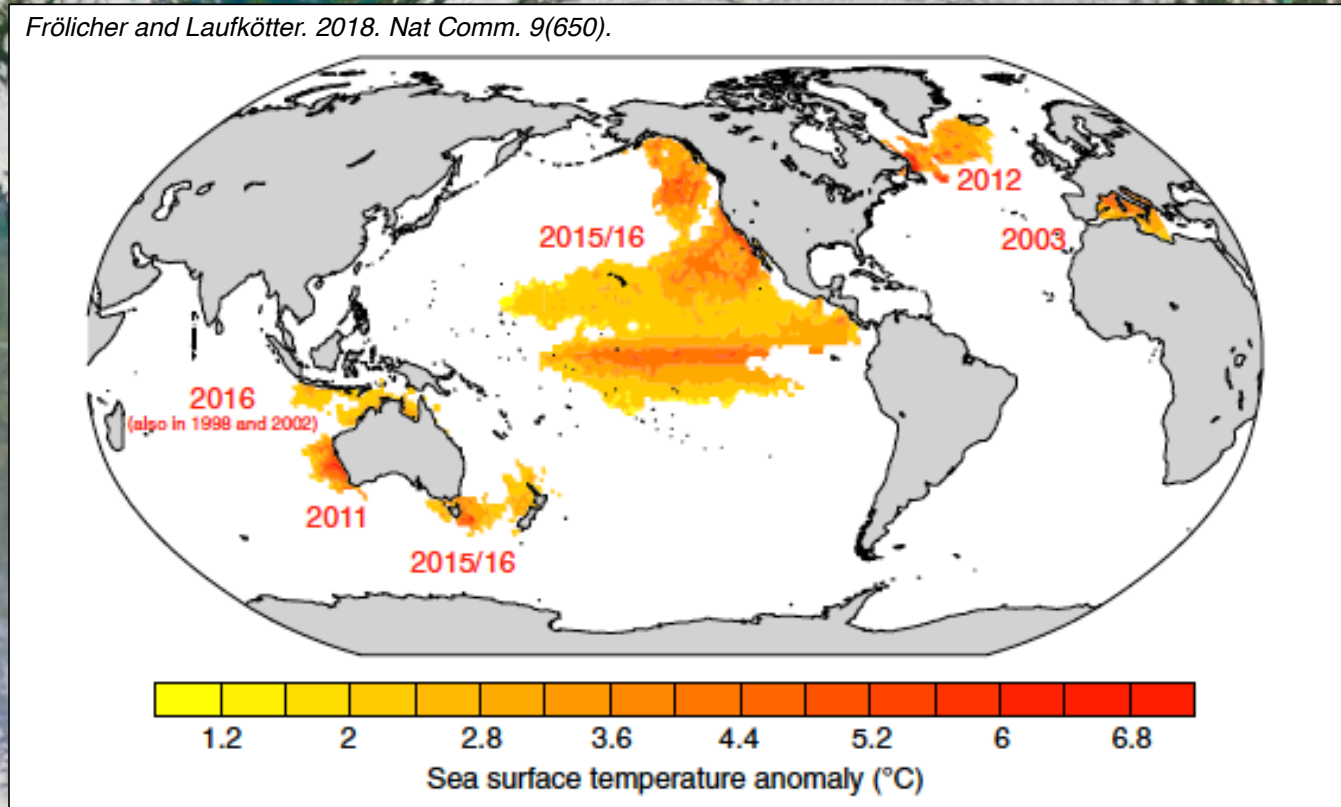 Frölicher and Laufkötter. 2018. Nat Comm. 9(650).
2012
2003
2015/16
2016
(also in 1998 and 2002)
2011
2015/16
1.2 2 2.8 3.6 4.4 5.2 6 6.8
Sea surface temperature anomaly (°C)